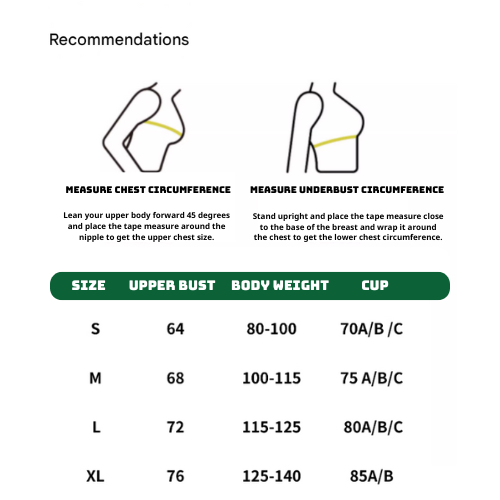 Recommendations
MEASURE CHEST CIRCUMFERENCE
Lean your upper body forward 45 degrees
and place the tape measure around the
nipple to get the upper chest size.
MEASURE UNDERBUST CIRCUMFERENCE
Stand upright and place the tape measure close
to the base of the breast and wrap it around
the chest to get the lower chest circumference.
SIZE UPPER BUST BODY WEIGHT CUP
S 64 80-100 70A/B /C
M 68 100-115 75 A/B/C
L 72 115-125 80A/B/C
XL 76 125-140 85A/B